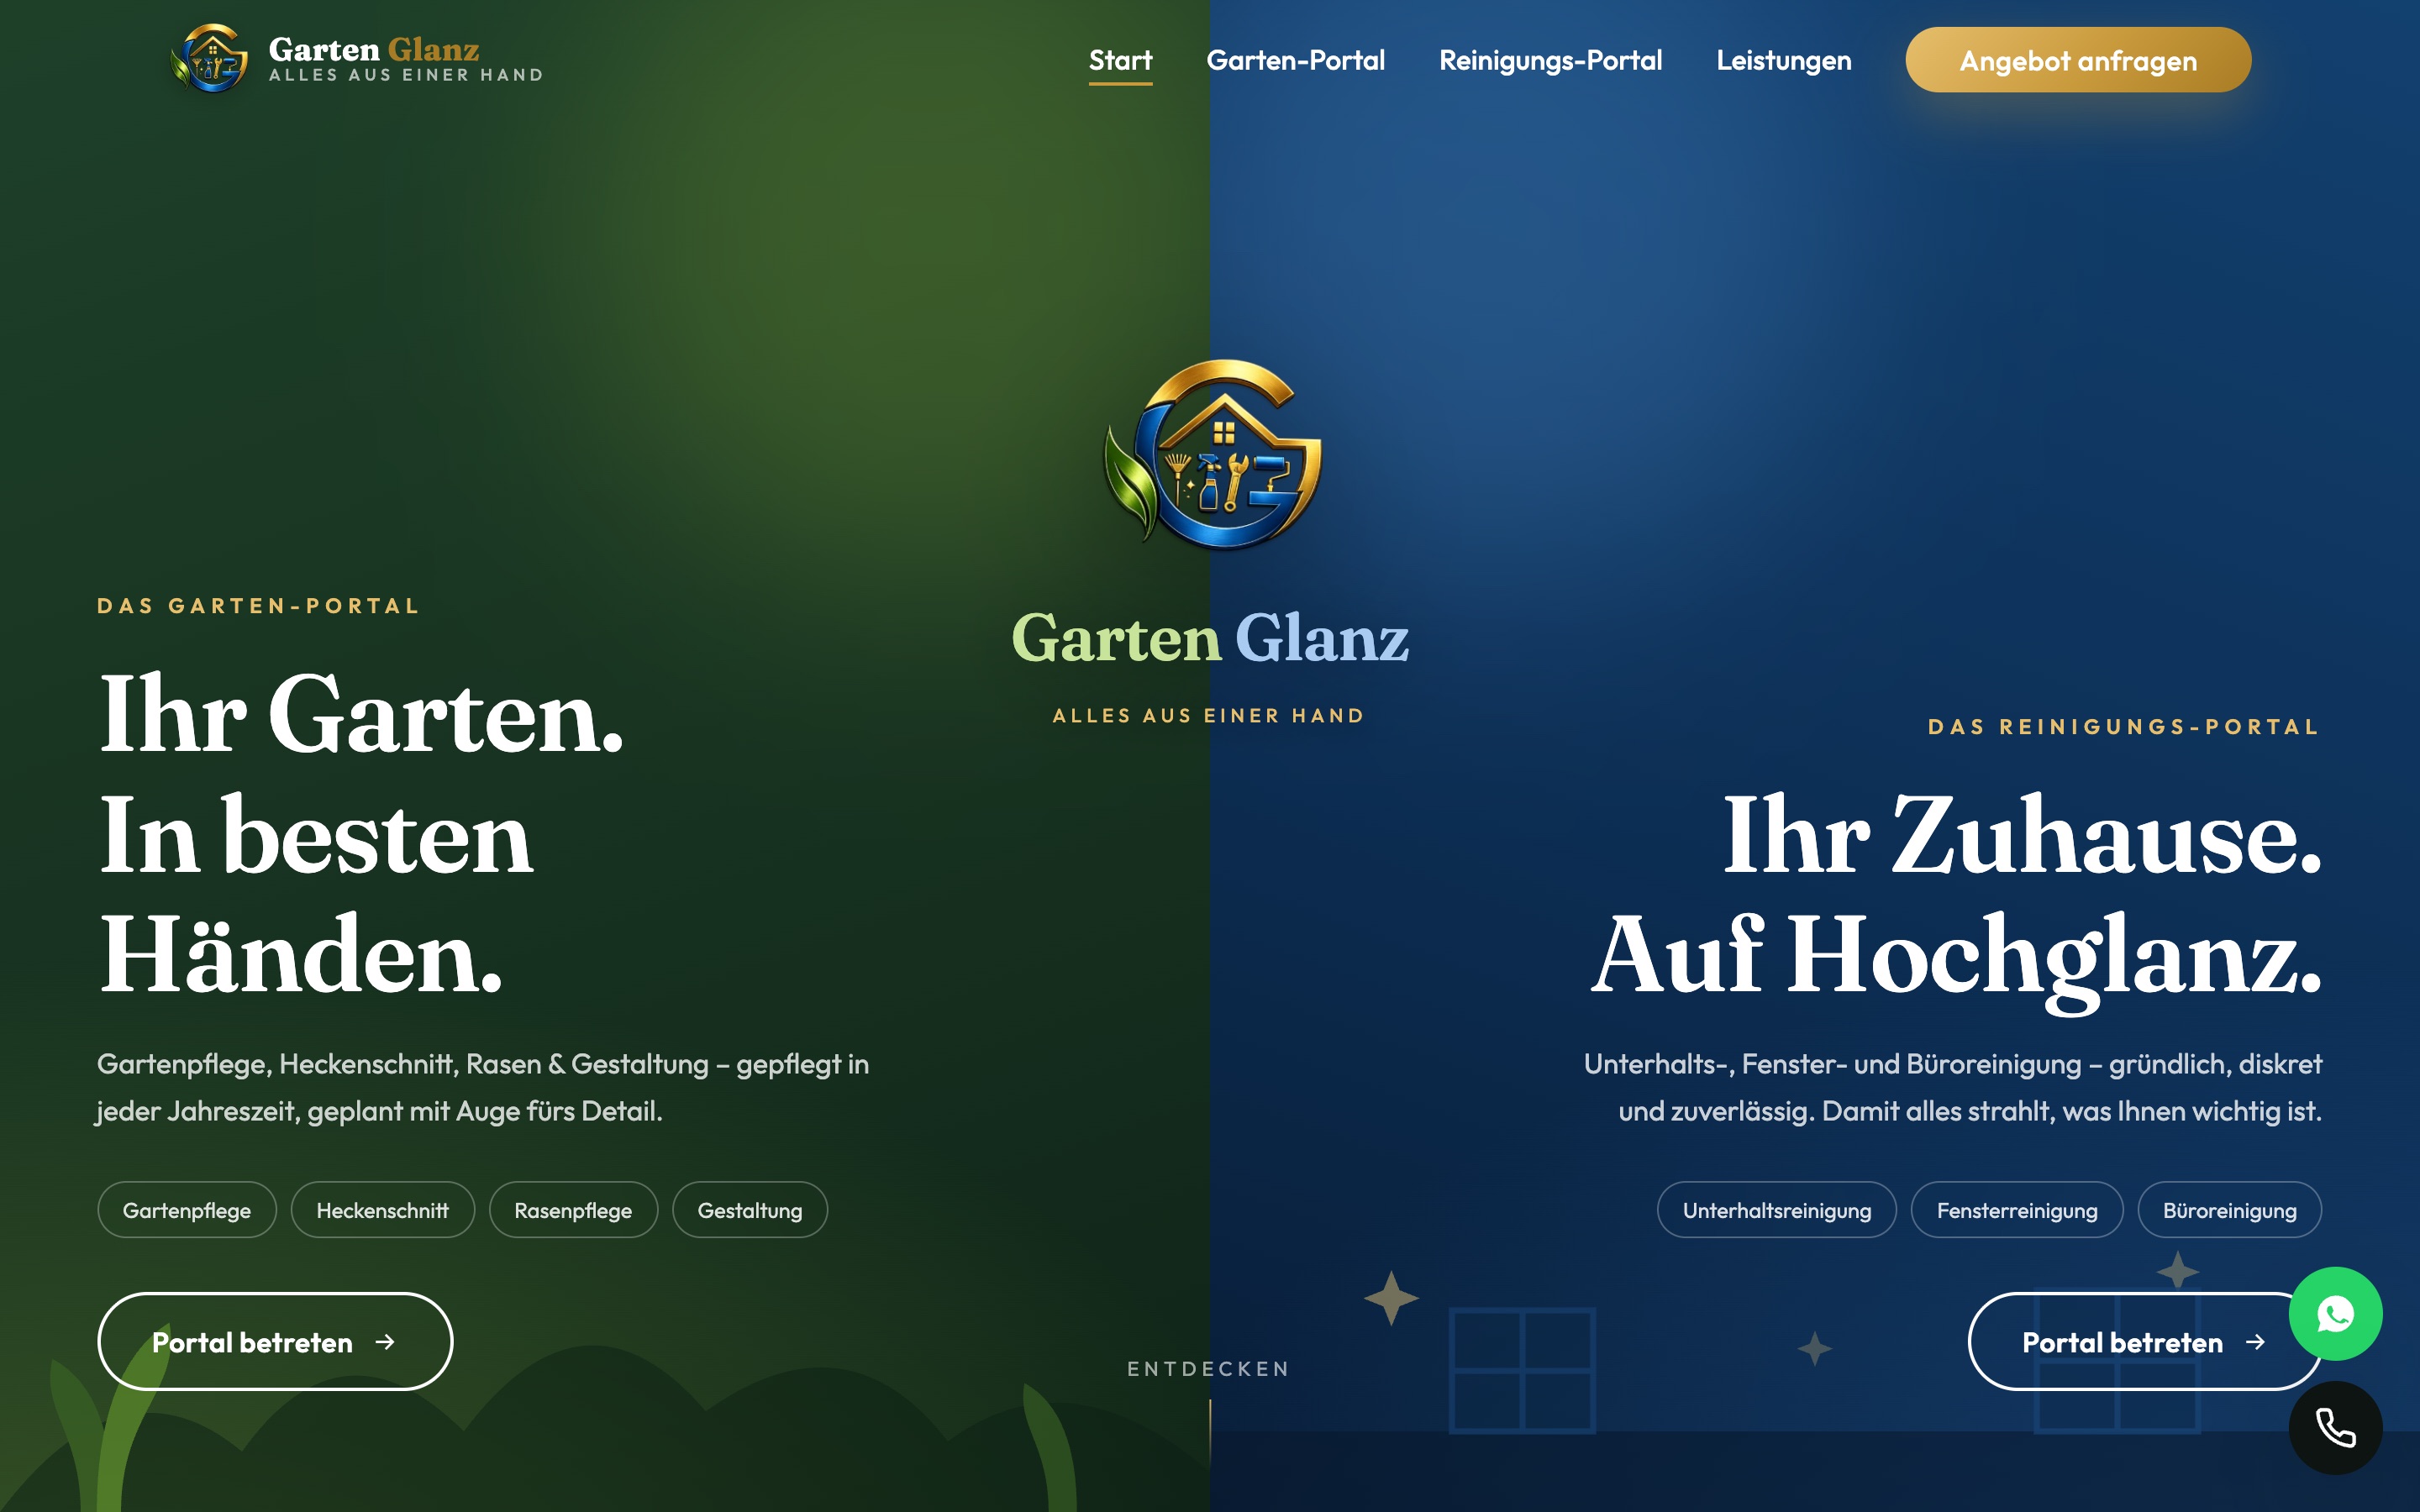 Garten Glanz
ALLES AUS EINER HAND
Start
Garten-Portal
Reinigungs-Portal
Leistungen
Angebot anfragen
Garten Glanz
ALLES AUS EINER HAND
DAS GARTEN-PORTAL
Ihr Garten.
In besten
Händen.
Gartenpflege, Heckenschnitt, Rasen & Gestaltung – gepflegt in
jeder Jahreszeit, geplant mit Auge fürs Detail.
Gartenpflege
Heckenschnitt
Rasenpflege
Gestaltung
Portal betreten →
DAS REINIGUNGS-PORTAL
Ihr Zuhause.
Auf Hochglanz.
Unterhalts-, Fenster- und Büroreinigung – gründlich, diskret
und zuverlässig. Damit alles strahlt, was Ihnen wichtig ist.
Unterhaltsreinigung
Fensterreinigung
Büroreinigung
Portal betreten →
ENTDECKEN